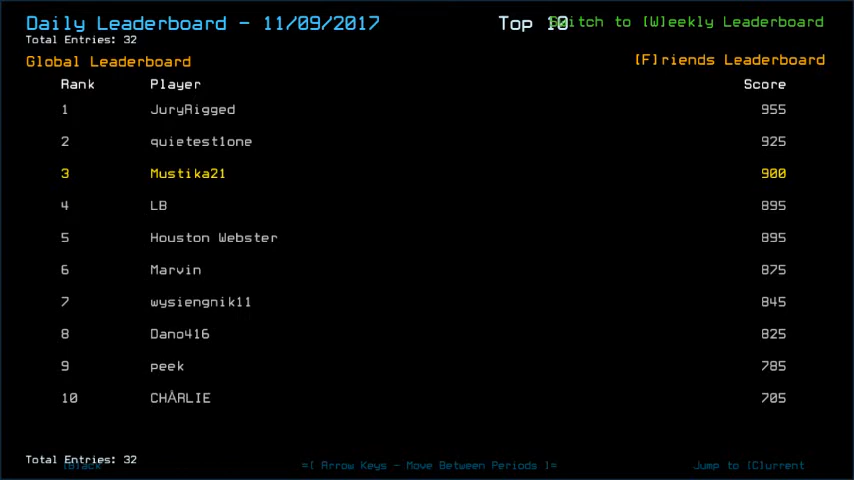 Daily Leaderboard - 11/09/2017 Top 10 Switch to [W]eekly Leaderboard
Total Entries: 32
Global Leaderboard [F]riends Leaderboard
Rank Player Score
1 JuryRigged 955
2 quietest1one 925
3 Mustika21 900
4 LB 895
5 Houston Webster 895
6 Marvin 875
7 wysiengnik11 845
8 Dano416 825
9 peek 785
10 CHÅRLIE 705
Total Entries: 32
[B]ack =[ Arrow Keys - Move Between Periods ]= Jump to [C]urrent